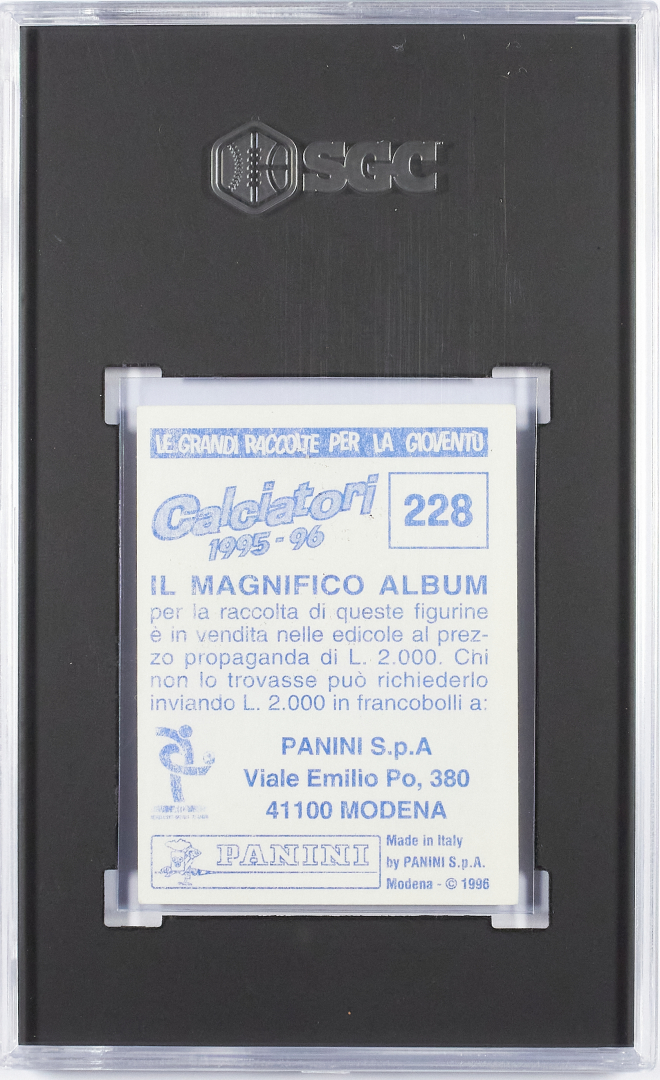 SGC
LE GRANDI RACCOLTE PER LA GIOVENTÙ
Calciatori
1995-96
228
IL MAGNIFICO ALBUM
per la raccolta di queste figurine
è in vendita nelle edicole al prez-
zo propaganda di L. 2.000. Chi
non lo trovasse può richiederlo
inviando L. 2.000 in francobolli a:
PANINI S.p.A
Viale Emilio Po, 380
41100 MODENA
PANINI
Made in Italy
by PANINI S.p.A.
Modena - © 1996